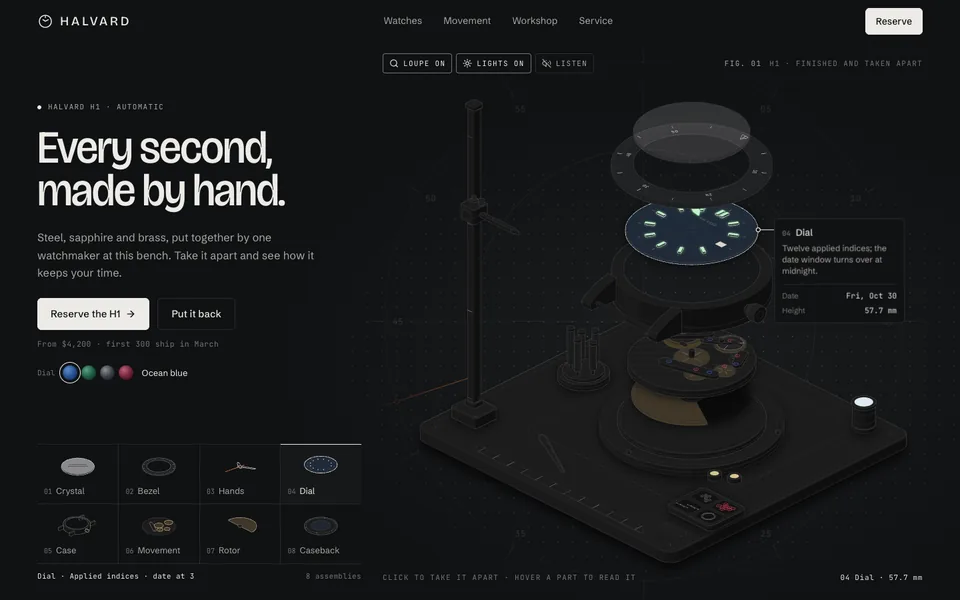 HALVARD
Watches
Movement
Workshop
Service
Reserve
LOUPE ON
LIGHTS ON
LISTEN
FIG. 01 H1 · FINISHED AND TAKEN APART
HALVARD H1 · AUTOMATIC
Every second,
made by hand.
Steel, sapphire and brass, put together by one
watchmaker at this bench. Take it apart and see how it
keeps your time.
Reserve the H1 →
Put it back
From $4,200 · first 300 ship in March
Dial
Ocean blue
04 Dial
Twelve applied indices; the
date window turns over at
midnight.
Date Fri, Oct 30
Height 57.7 mm
01 Crystal
02 Bezel
03 Hands
04 Dial
05 Case
06 Movement
07 Rotor
08 Caseback
Dial · Applied indices · date at 3
8 assemblies
CLICK TO TAKE IT APART · HOVER A PART TO READ IT
04 Dial · 57.7 mm